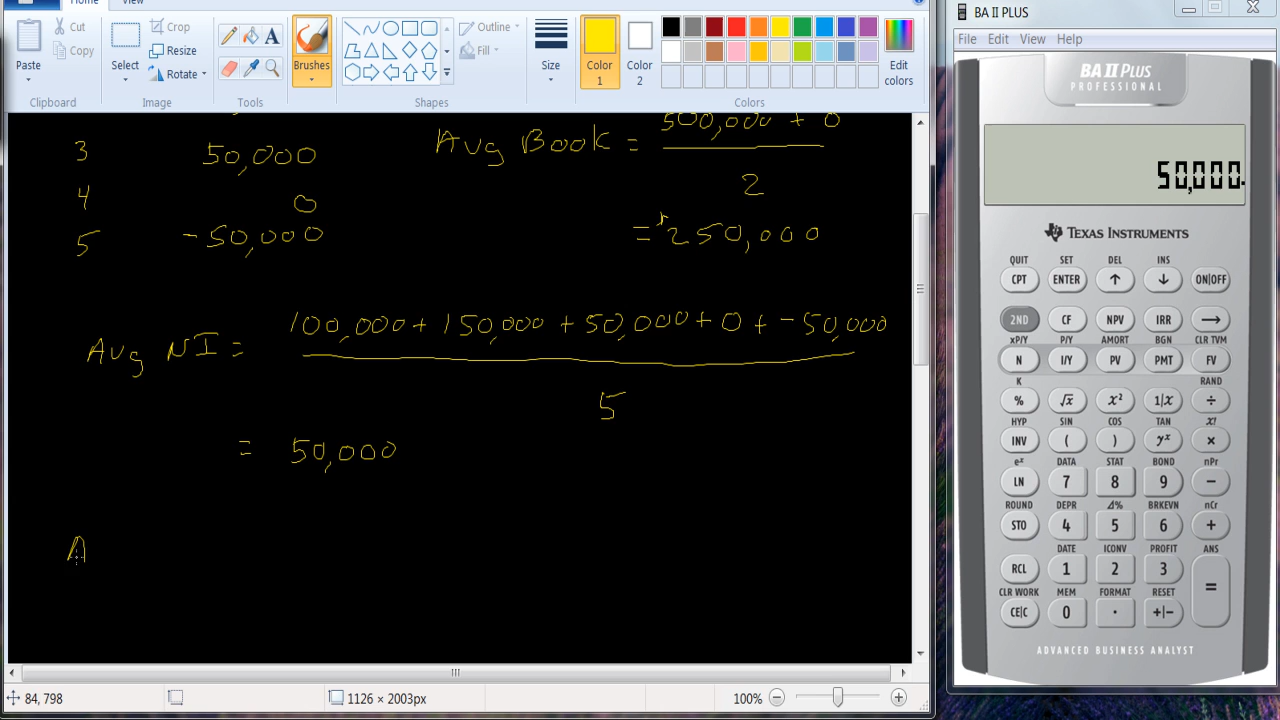 Home View
BA II PLUS
File Edit View Help
Paste
Cut
Copy
Clipboard
Select
Crop
Resize
Rotate
Image
A
Tools
Brushes
Outline
Fill
Shapes
Size
Color 1
Color 2
Edit colors
Colors
3 50,000
4 0
5 -50,000
Avg Book = 500,000 + 0
2
= 250,000
Avg NI = 100,000 + 150,000 + 50,000 + 0 + -50,000
5
= 50,000
A
84, 798
1126 × 2003px
100%
BA II PLUS
PROFESSIONAL
50,000.
TEXAS INSTRUMENTS
QUIT SET DEL INS
CPT ENTER ↑ ↓ ON|OFF
2ND CF NPV IRR →
xP/Y P/Y AMORT BGN CLR TVM
N I/Y PV PMT FV
K RAND
% √x x² 1/x ÷
HYP SIN COS TAN x!
INV ( ) yˣ ×
eˣ DATA STAT BOND nPr
LN 7 8 9 −
ROUND DEPR Δ% BRKEVN nCr
STO 4 5 6 +
DATE ICONV PROFIT ANS
RCL 1 2 3 =
CLR WORK MEM FORMAT RESET
CE|C 0 . +|−
ADVANCED BUSINESS ANALYST